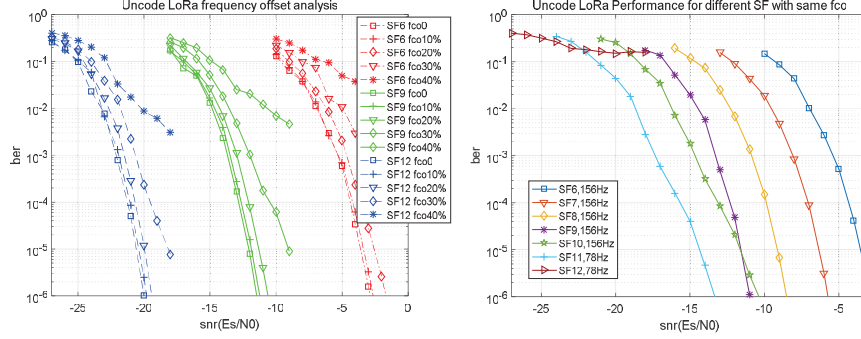 Uncode LoRa frequency offset analysis
10^0
10^-1
10^-2
10^-3
10^-4
10^-5
10^-6
ber
-25
-20
-15
-10
-5
0
snr(Es/N0)
SF6 fco0
SF6 fco10%
SF6 fco20%
SF6 fco30%
SF6 fco40%
SF9 fco0
SF9 fco10%
SF9 fco20%
SF9 fco30%
SF9 fco40%
SF12 fco0
SF12 fco10%
SF12 fco20%
SF12 fco30%
SF12 fco40%
Uncode LoRa Performance for different SF with same fco
10^0
10^-1
10^-2
10^-3
10^-4
10^-5
10^-6
ber
SF6,156Hz
SF7,156Hz
SF8,156Hz
SF9,156Hz
SF10,156Hz
SF11,78Hz
SF12,78Hz
-25
-20
-15
-10
-5
snr(Es/N0)